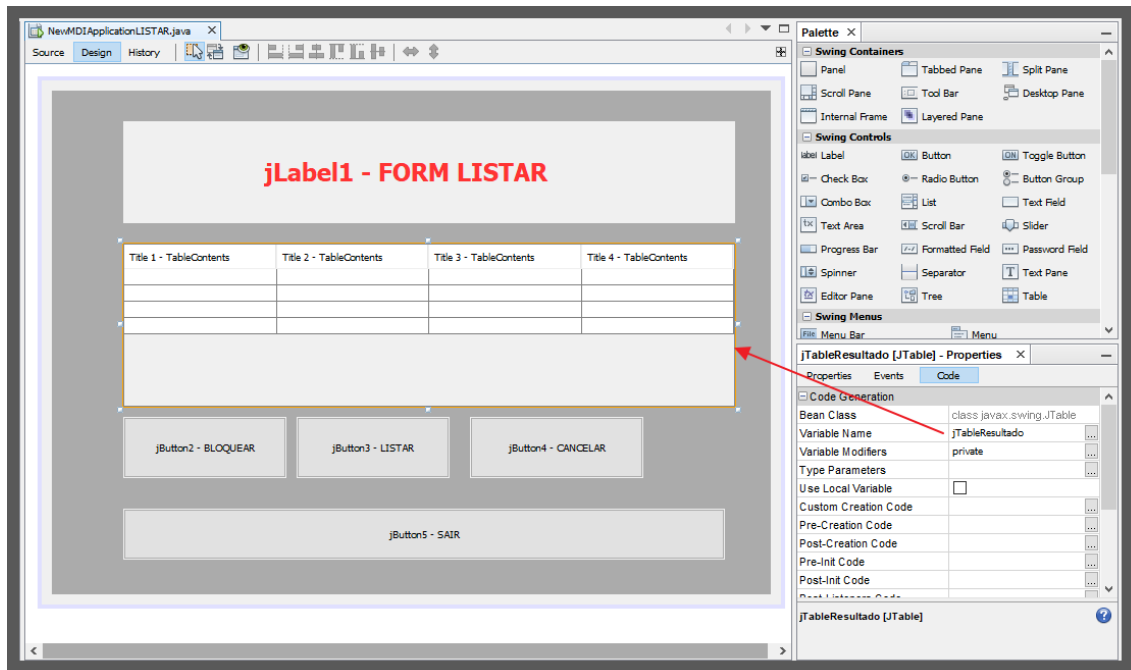 NewMDIApplicationLISTAR.java
Source Design History
jLabel1 - FORM LISTAR
Title 1 - TableContents Title 2 - TableContents Title 3 - TableContents Title 4 - TableContents
jButton2 - BLOQUEAR jButton3 - LISTAR jButton4 - CANCELAR
jButton5 - SAIR
Palette
Swing Containers
Panel Tabbed Pane Split Pane
Scroll Pane Tool Bar Desktop Pane
Internal Frame Layered Pane
Swing Controls
label Label OK Button ON Toggle Button
Check Box Radio Button Button Group
Combo Box List Text Field
tx Text Area Scroll Bar Slider
Progress Bar Formatted Field Password Field
Spinner Separator T Text Pane
Editor Pane Tree Table
Swing Menus
File Menu Bar Menu
jTableResultado [JTable] - Properties
Properties Events Code
Code Generation
Bean Class class javax.swing.JTable
Variable Name jTableResultado ...
Variable Modifiers private ...
Type Parameters ...
Use Local Variable
Custom Creation Code ...
Pre-Creation Code ...
Post-Creation Code ...
Pre-Init Code ...
Post-Init Code ...
jTableResultado [JTable]
?